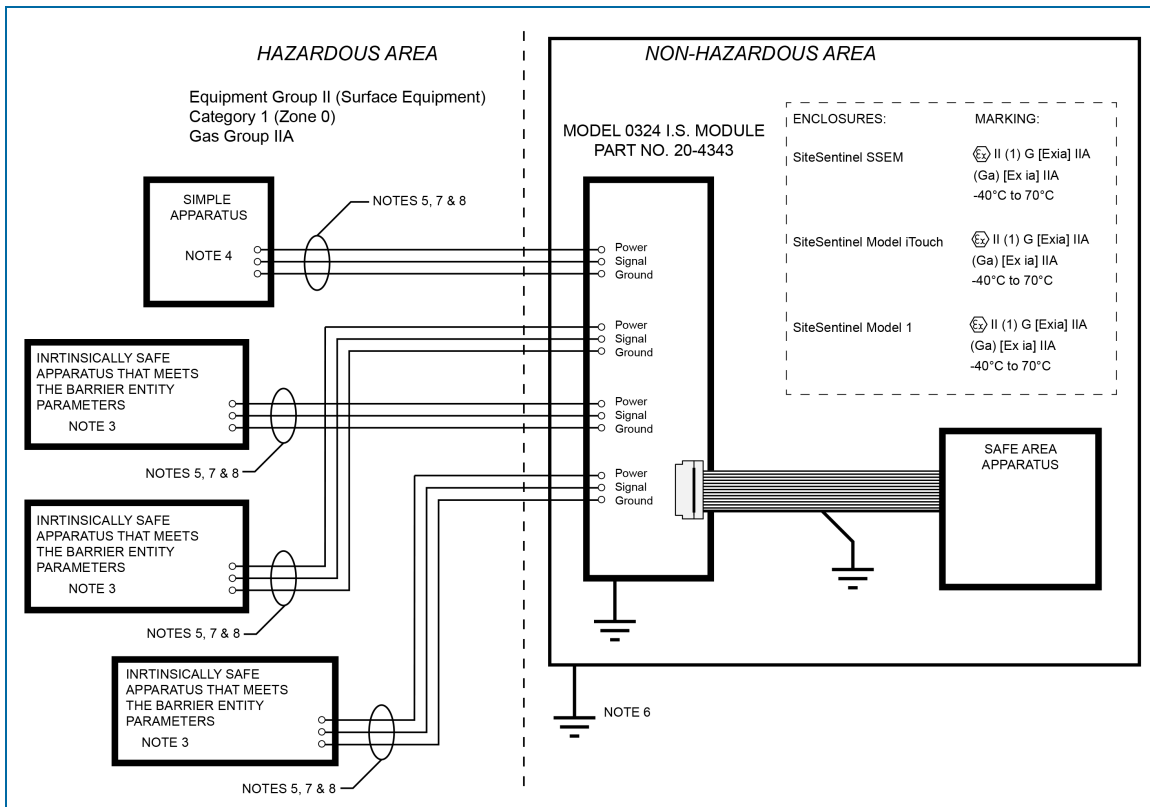 HAZARDOUS AREA
NON-HAZARDOUS AREA
Equipment Group II (Surface Equipment)
Category 1 (Zone 0)
Gas Group IIA
MODEL 0324 I.S. MODULE
PART NO. 20-4343
ENCLOSURES:
MARKING:
SiteSentinel SSEM
Ex II (1) G [Exia] IIA
(Ga) [Ex ia] IIA
-40°C to 70°C
SiteSentinel Model iTouch
Ex II (1) G [Exia] IIA
(Ga) [Ex ia] IIA
-40°C to 70°C
SiteSentinel Model 1
Ex II (1) G [Exia] IIA
(Ga) [Ex ia] IIA
-40°C to 70°C
SIMPLE
APPARATUS
NOTE 4
NOTES 5, 7 & 8
Power
Signal
Ground
INRTINSICALLY SAFE
APPARATUS THAT MEETS
THE BARRIER ENTITY
PARAMETERS
NOTE 3
NOTES 5, 7 & 8
Power
Signal
Ground
Power
Signal
Ground
INRTINSICALLY SAFE
APPARATUS THAT MEETS
THE BARRIER ENTITY
PARAMETERS
NOTE 3
NOTES 5, 7 & 8
Power
Signal
Ground
SAFE AREA
APPARATUS
INRTINSICALLY SAFE
APPARATUS THAT MEETS
THE BARRIER ENTITY
PARAMETERS
NOTE 3
NOTES 5, 7 & 8
NOTE 6